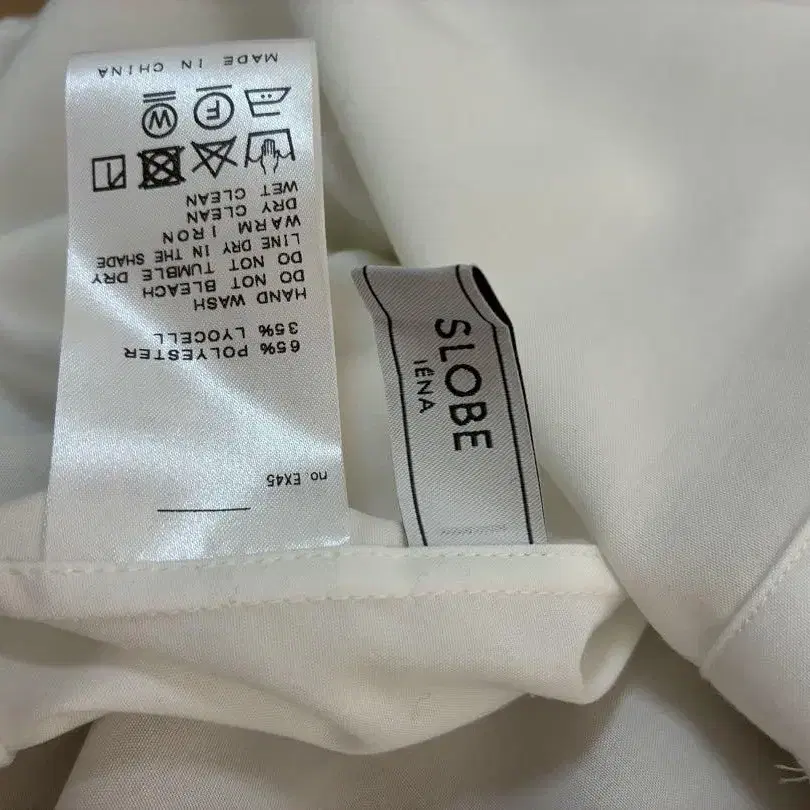 no. EX45
65% POLYESTER
35% LYOCELL
HAND WASH
DO NOT BLEACH
DO NOT TUMBLE DRY
LINE DRY IN THE SHADE
WARM IRON
DRY CLEAN
WET CLEAN
F
W
MADE IN CHINA
SLOBE
IÉNA